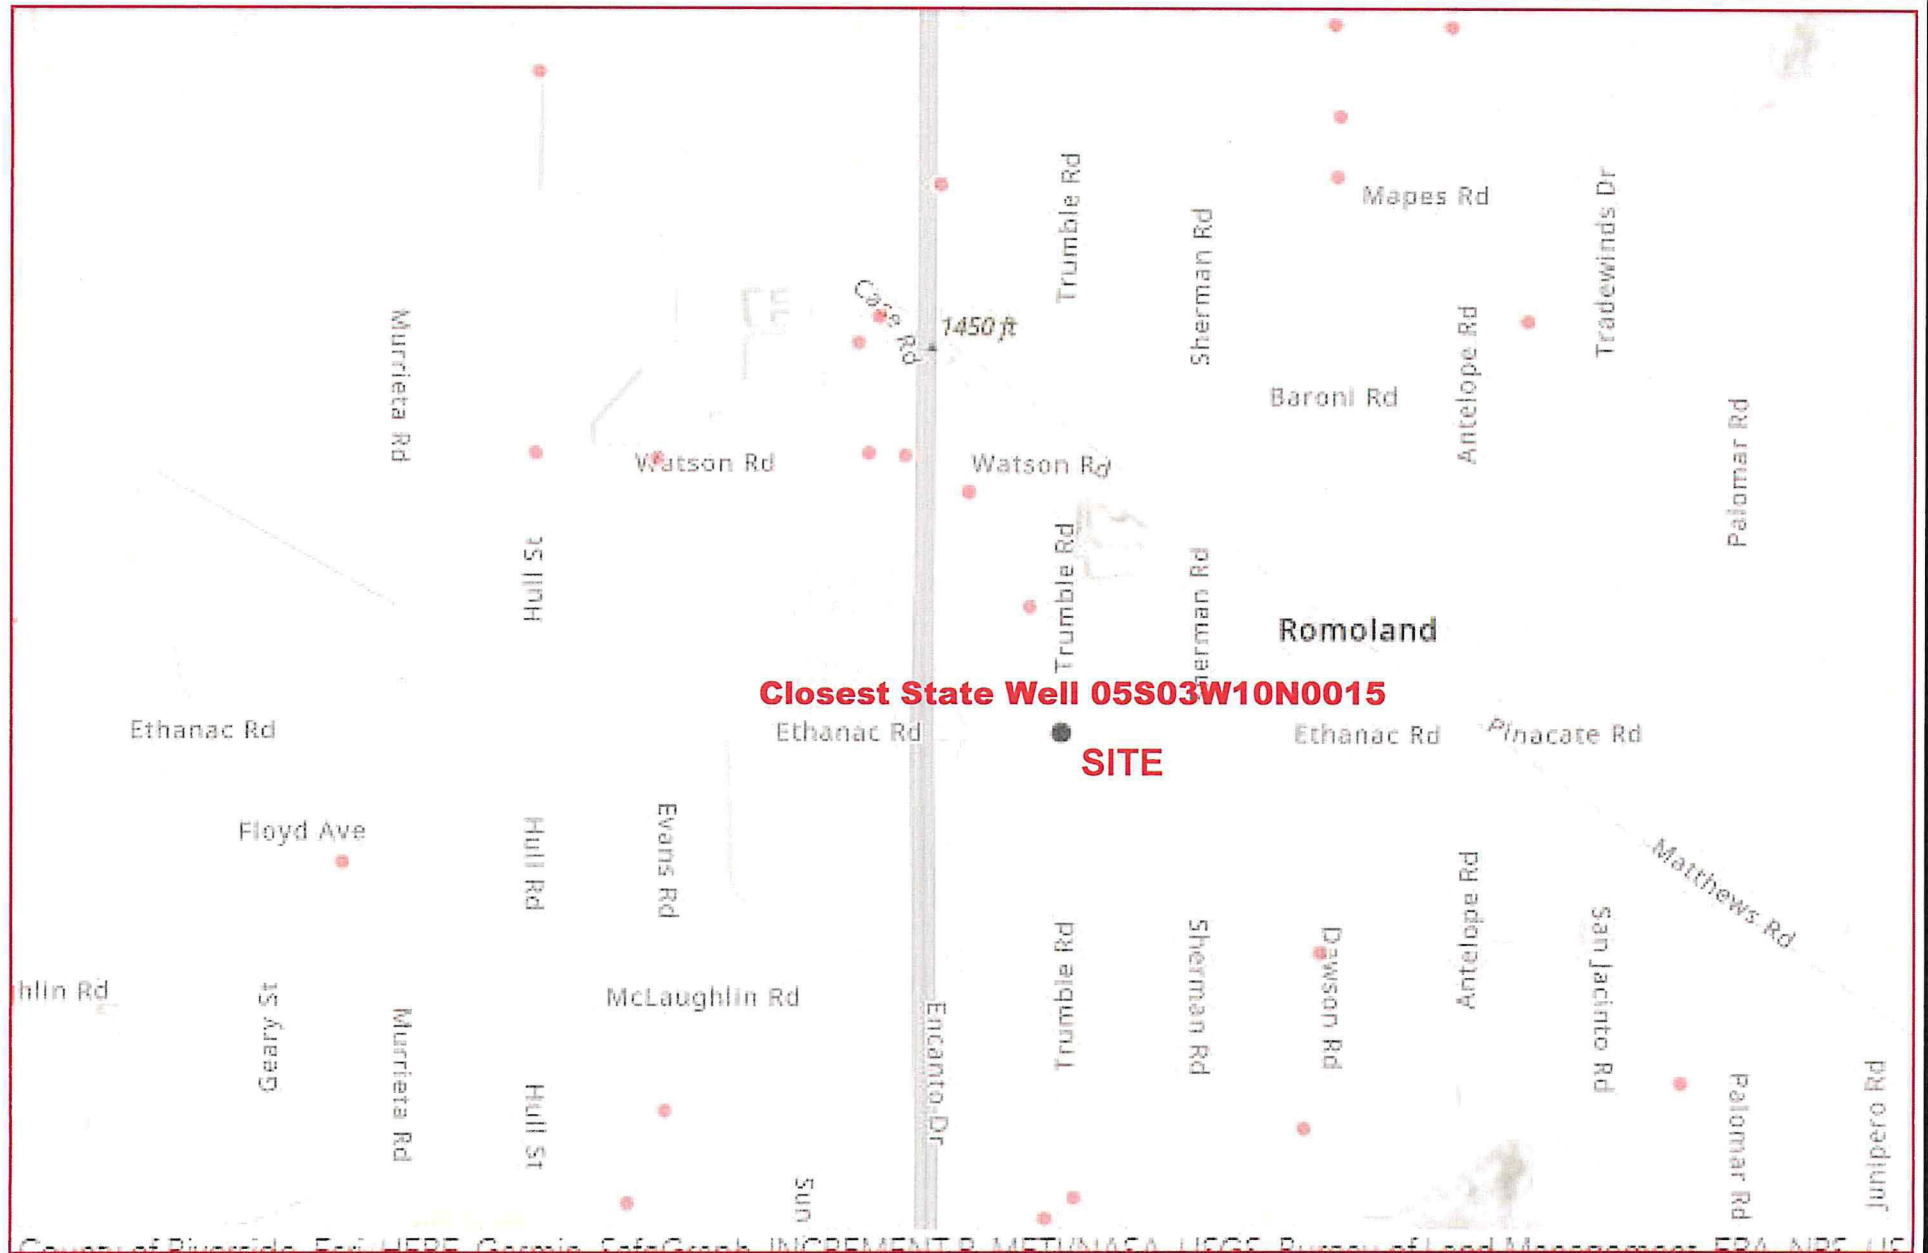 Mapes Rd
Trumble Rd
Sherman Rd
Tradewinds Dr
Case Rd
1450 ft
Murrieta Rd
Antelope Rd
Baroni Rd
Palomar Rd
Watson Rd
Watson Rd
Hull St
Trumble Rd
Romoland
Closest State Well 05S03W10N0015
Ethanac Rd
Ethanac Rd
Ethanac Rd
Pinacate Rd
SITE
Floyd Ave
Hull Rd
Evans Rd
Matthews Rd
Antelope Rd
San Jacinto Rd
Trumble Rd
Sherman Rd
Dawson Rd
hlin Rd
McLaughlin Rd
Geary St
Murrieta Rd
Encanto Dr
Hull St
Palomar Rd
Junipero Rd
Sun